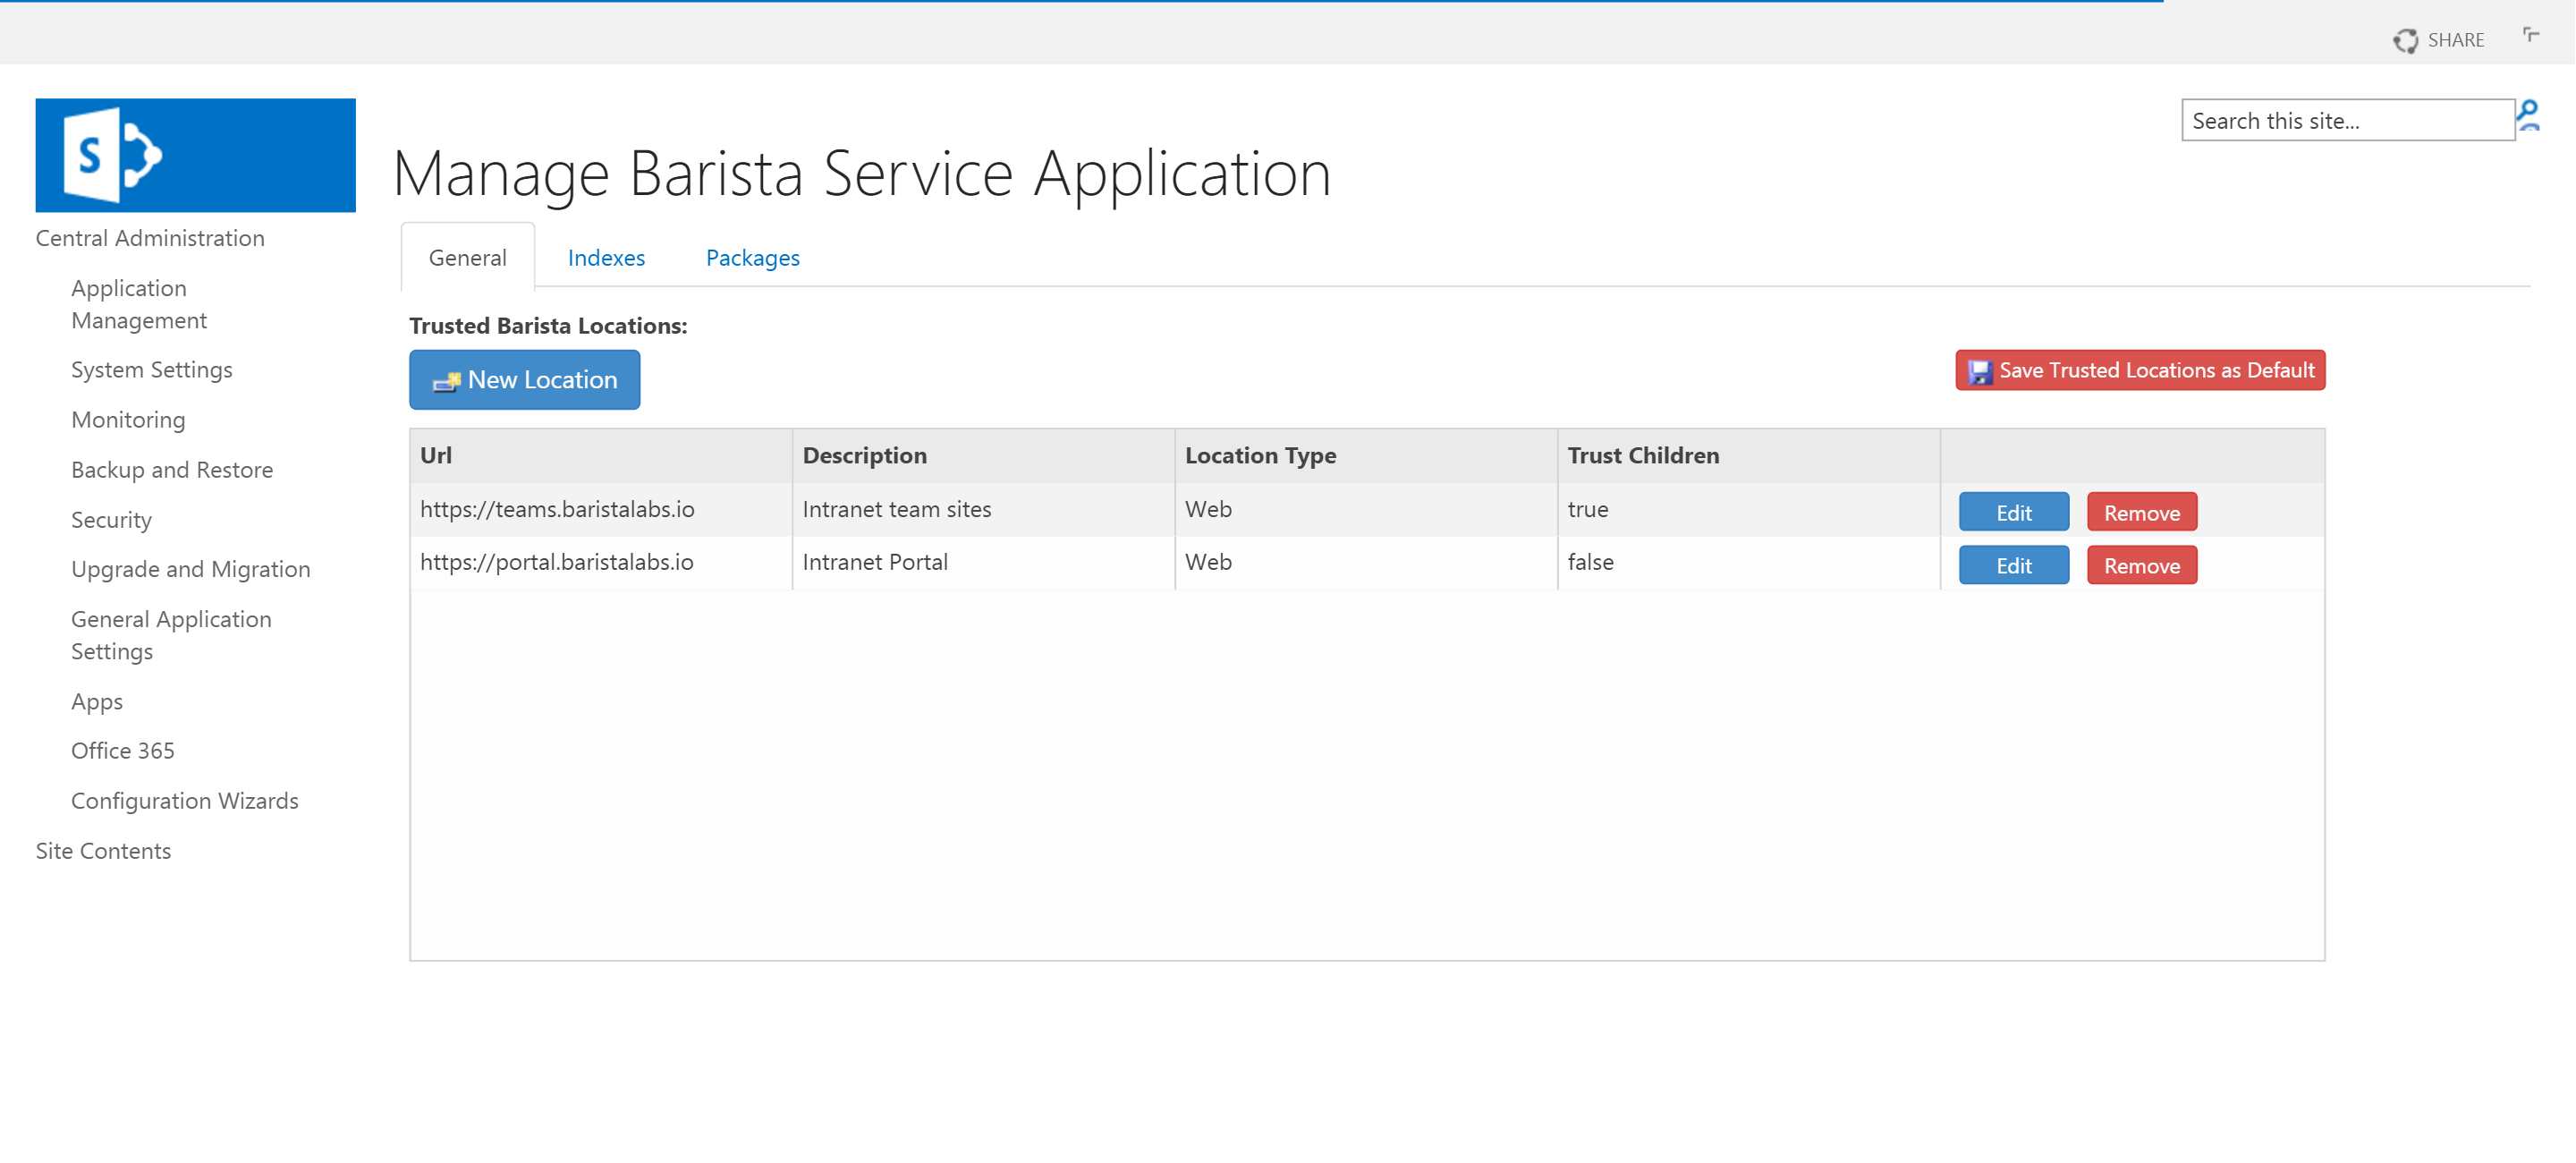 SHARE
S
Search this site...
Manage Barista Service Application
Central Administration
Application
Management
System Settings
Monitoring
Backup and Restore
Security
Upgrade and Migration
General Application
Settings
Apps
Office 365
Configuration Wizards
Site Contents
General Indexes Packages
Trusted Barista Locations:
New Location Save Trusted Locations as Default
Url Description Location Type Trust Children
https://teams.baristalabs.io Intranet team sites Web true Edit Remove
https://portal.baristalabs.io Intranet Portal Web false Edit Remove